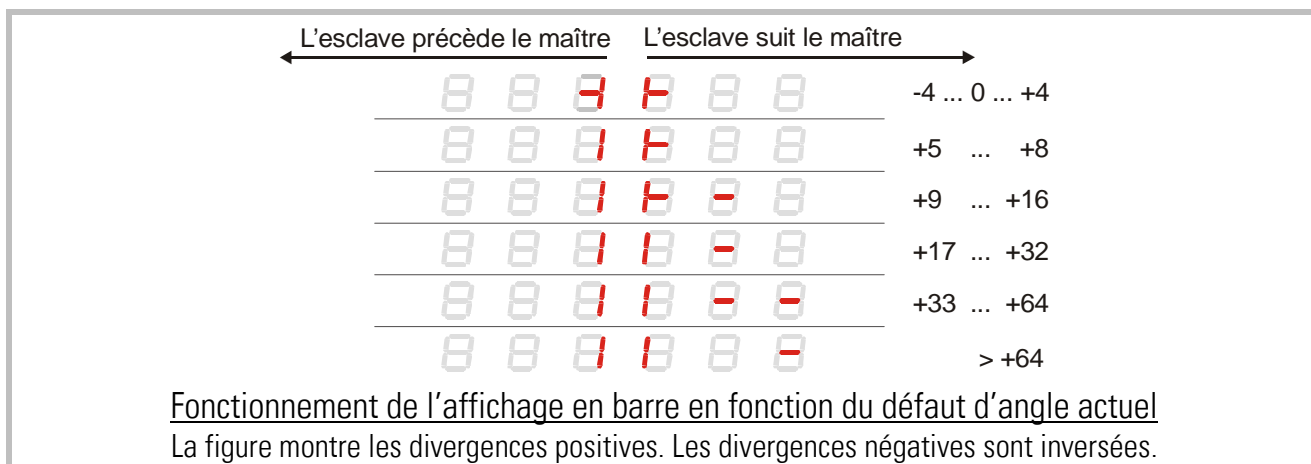 L'esclave précède le maître L'esclave suit le maître
-4 ... 0 ... +4
+5 ... +8
+9 ... +16
+17 ... +32
+33 ... +64
> +64
Fonctionnement de l'affichage en barre en fonction du défaut d'angle actuel
La figure montre les divergences positives. Les divergences négatives sont inversées.